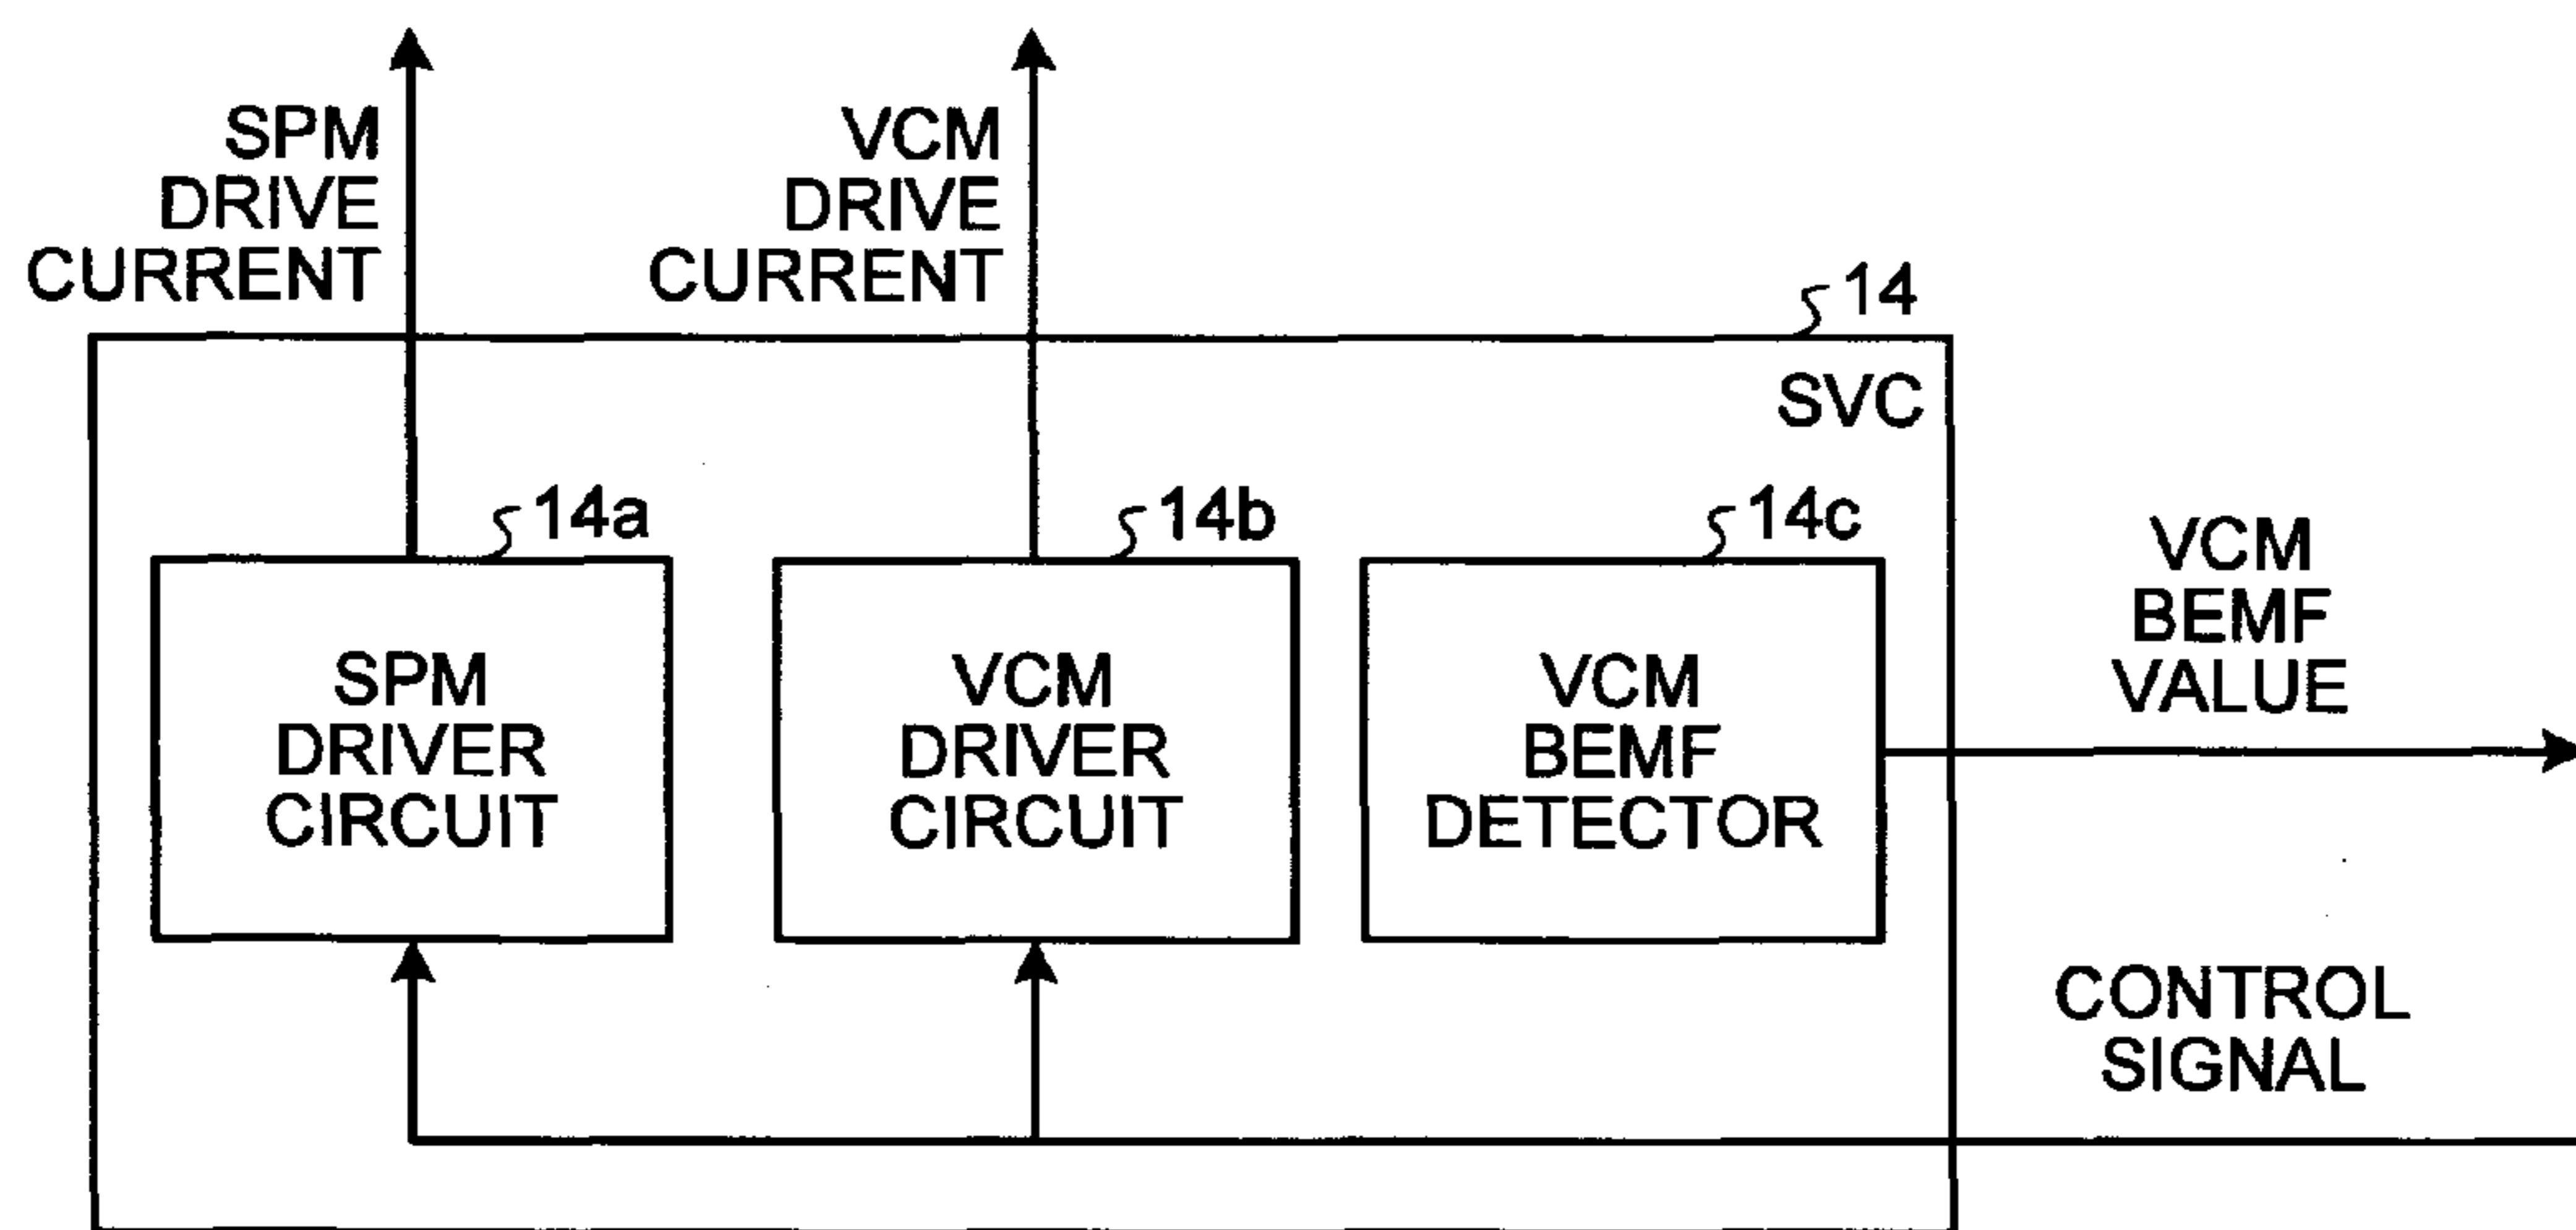 SPM
DRIVE
CURRENT
VCM
DRIVE
CURRENT
14
SVC
14a
14b
14c
SPM
DRIVER
CIRCUIT
VCM
DRIVER
CIRCUIT
VCM
BEMF
DETECTOR
VCM
BEMF
VALUE
CONTROL
SIGNAL